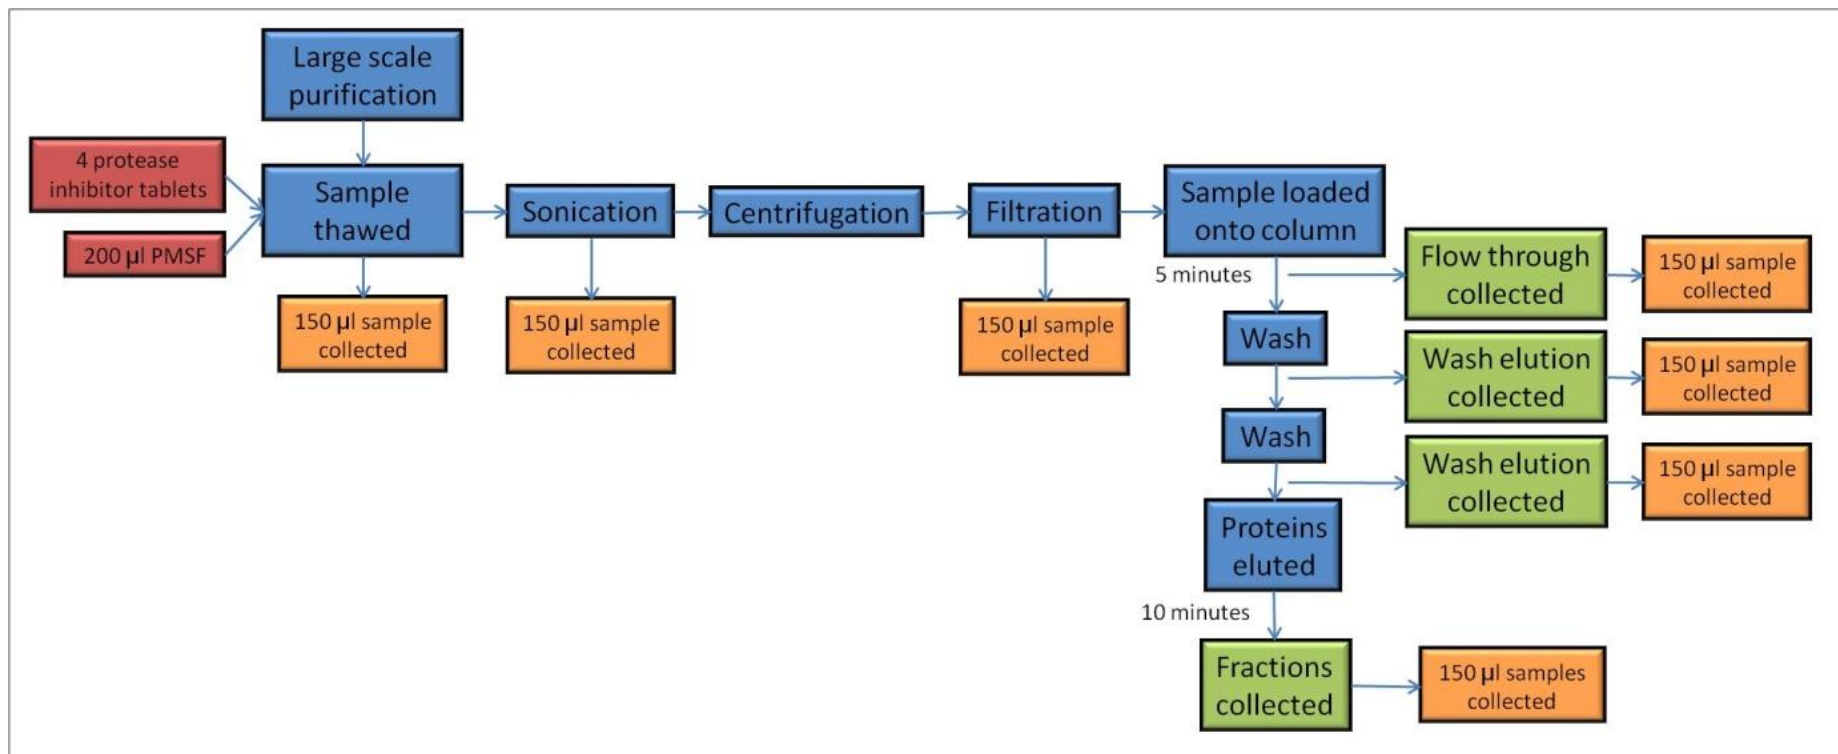 Large scale
purification
4 protease
inhibitor tablets
200 µl PMSF
Sample
thawed
Sonication
Centrifugation
Filtration
Sample loaded
onto column
150 µl sample
collected
150 µl sample
collected
150 µl sample
collected
5 minutes
Flow through
collected
150 µl sample
collected
Wash
Wash elution
collected
150 µl sample
collected
Wash
Wash elution
collected
150 µl sample
collected
Proteins
eluted
10 minutes
Fractions
collected
150 µl samples
collected